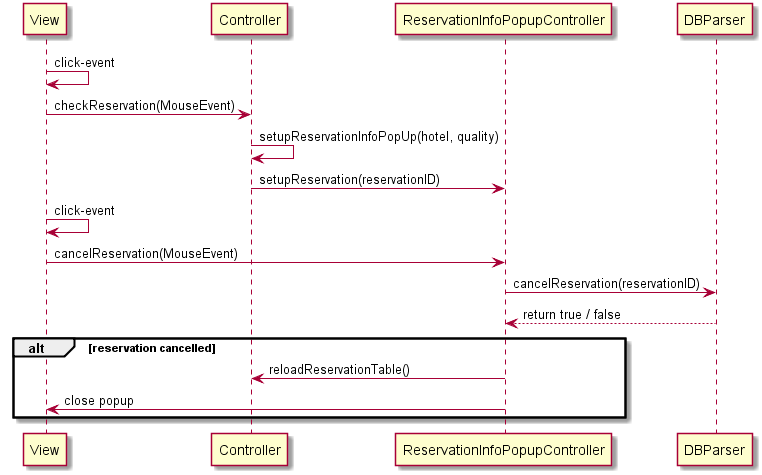 View Controller ReservationInfoPopupController DBParser
click-event
checkReservation(MouseEvent)
setupReservationInfoPopUp(hotel, quality)
setupReservation(reservationID)
click-event
cancelReservation(MouseEvent)
cancelReservation(reservationID)
return true / false
alt [reservation cancelled]
reloadReservationTable()
close popup
View Controller ReservationInfoPopupController DBParser